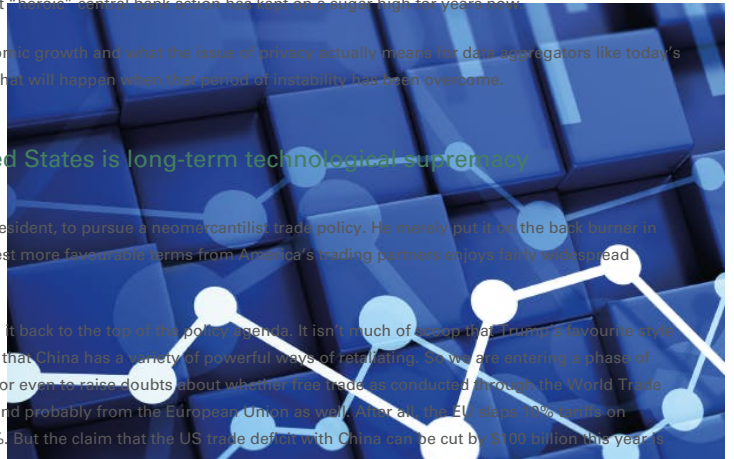 "heroic" central bank action has kept on a sugar high for years now.
omic growth and what the issue of privacy actually means for data aggregators like today's
hat will happen when that period of instability has been overcome.
ed States is long-term technological supremacy
esident, to pursue a neomercantilist trade policy. He merely put it on the back burner in
est more favourable terms from America's trading partners enjoys fairly widespread
it back to the top of the policy agenda. It isn't much of scoop that Trump's favourite style
that China has a variety of powerful ways of retaliating. So we are entering a phase of
or even to raise doubts about whether free trade as conducted through the World Trade
nd probably from the European Union as well. After all, the EU slaps 10% tariffs on
%. But the claim that the US trade deficit with China can be cut by $100 billion this year is